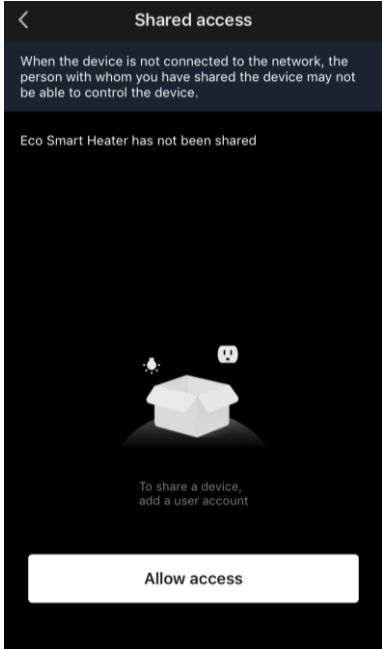 Shared access
When the device is not connected to the network, the
person with whom you have shared the device may not
be able to control the device.
Eco Smart Heater has not been shared
To share a device,
add a user account
Allow access